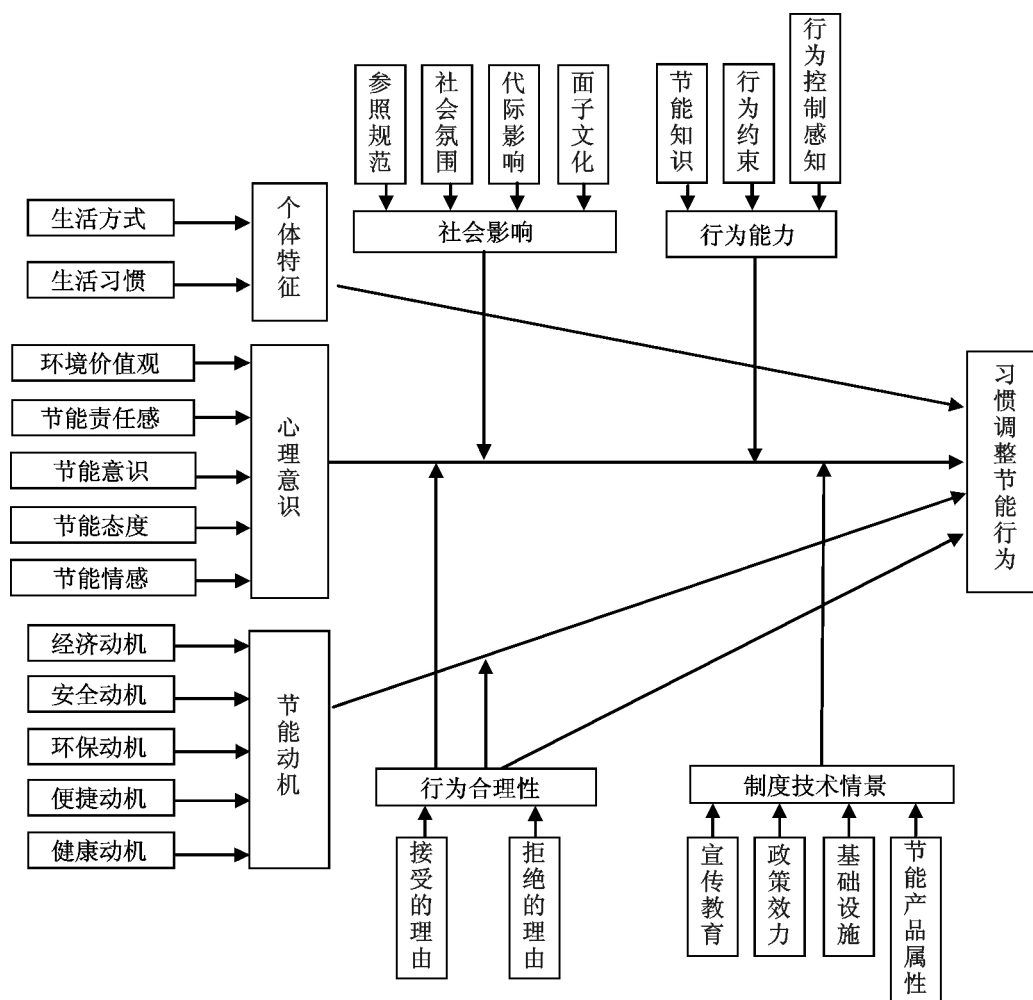 参照规范
社会氛围
代际影响
面子文化
节能知识
行为约束
行为控制感知
社会影响
行为能力
生活方式
生活习惯
个体特征
环境价值观
节能责任感
节能意识
节能态度
节能情感
心理意识
习惯调整节能行为
经济动机
安全动机
环保动机
便捷动机
健康动机
节能动机
行为合理性
制度技术情景
接受的理由
拒绝的理由
宣传教育
政策效力
基础设施
节能产品属性